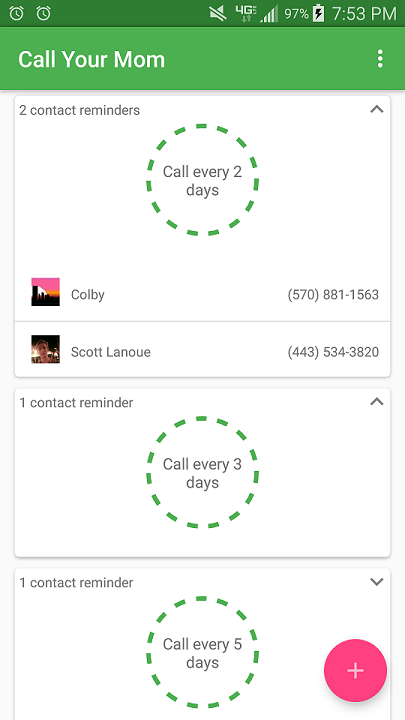 4GE 97% 7:53 PM
Call Your Mom
2 contact reminders
Call every 2
days
Colby (570) 881-1563
Scott Lanoue (443) 534-3820
1 contact reminder
Call every 3
days
1 contact reminder
Call every 5
days
+